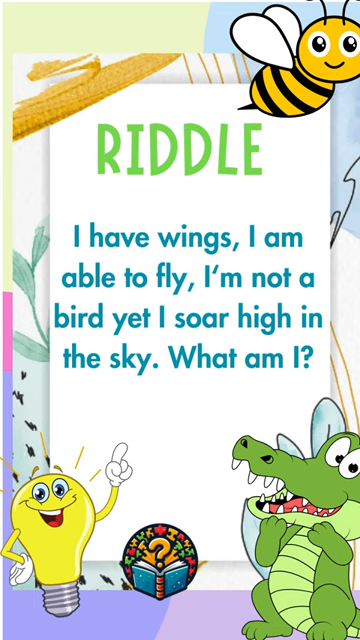 RIDDLE
I have wings, I am
able to fly, I'm not a
bird yet I soar high in
the sky. What am I?